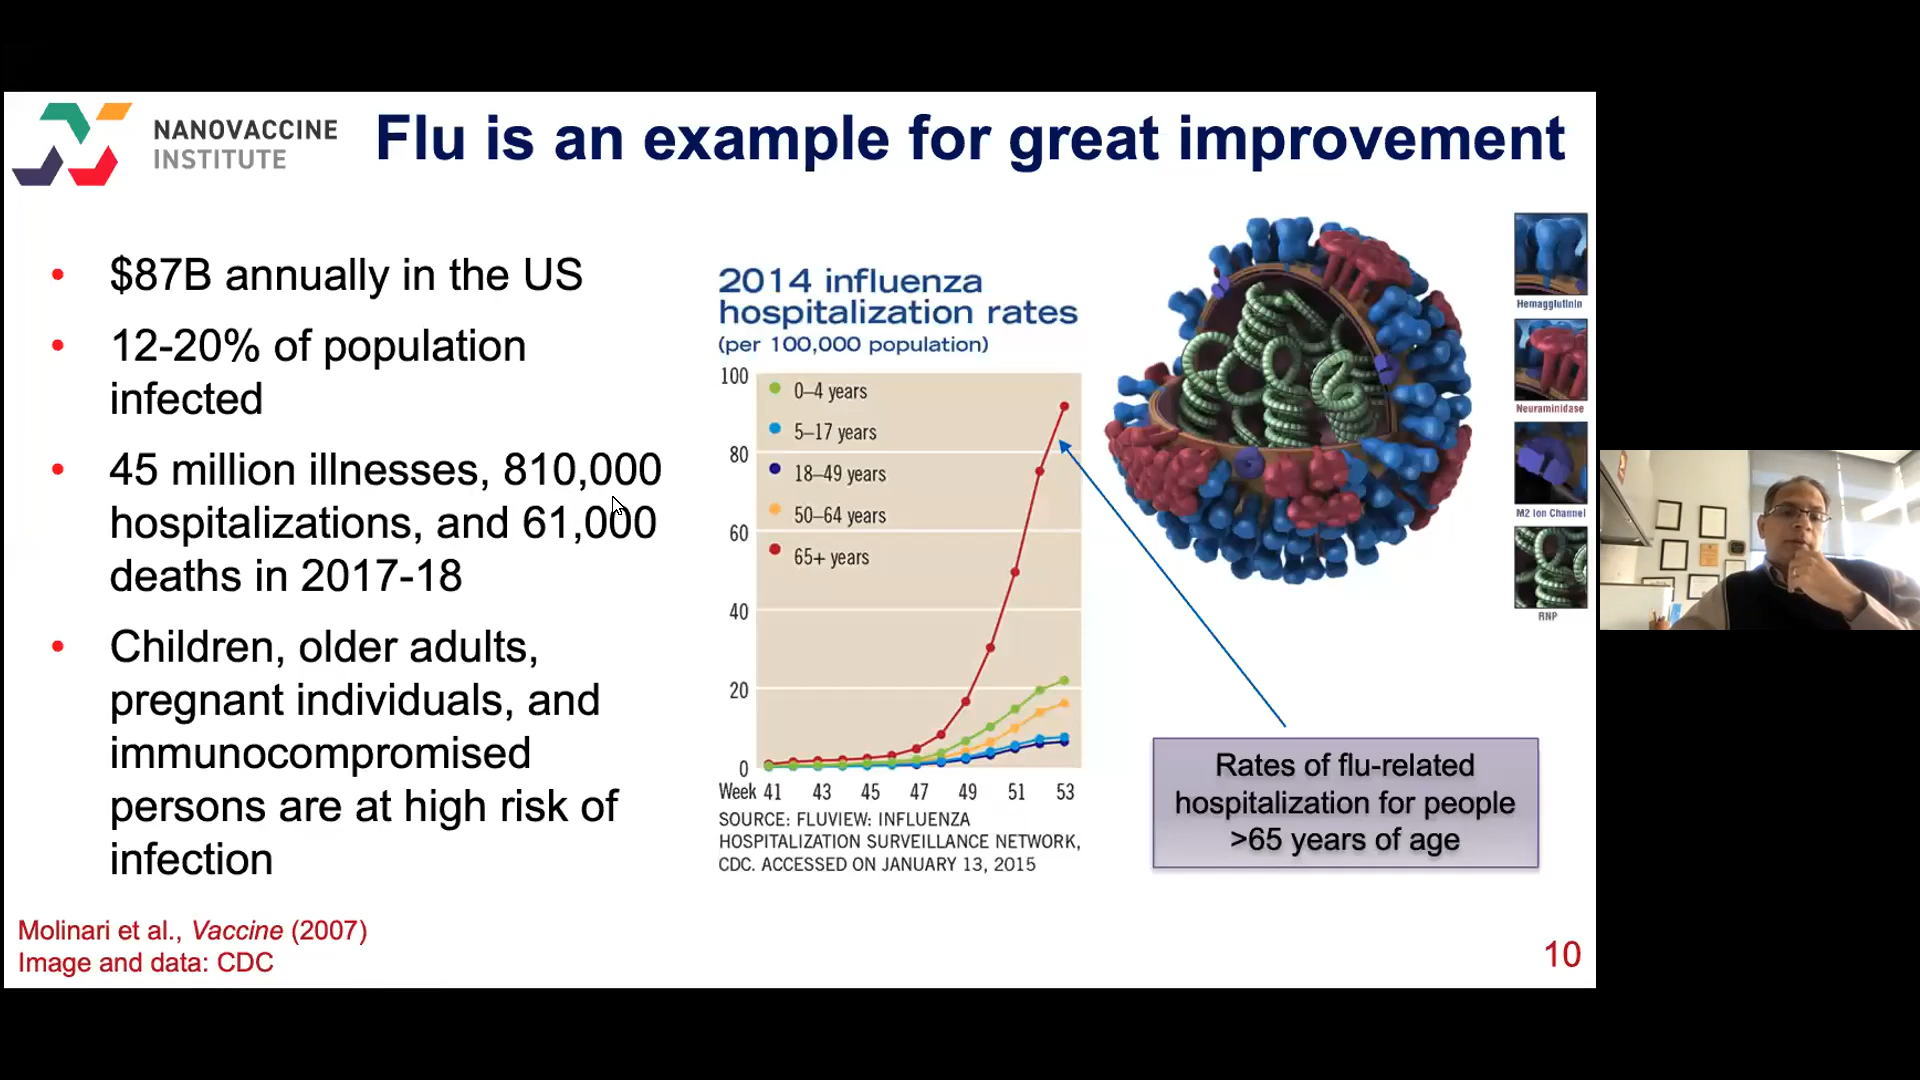 NANOVACCINE
INSTITUTE
Flu is an example for great improvement
• $87B annually in the US
• 12-20% of population
infected
• 45 million illnesses, 810,000
hospitalizations, and 61,000
deaths in 2017-18
• Children, older adults,
pregnant individuals, and
immunocompromised
persons are at high risk of
infection
Molinari et al., Vaccine (2007)
Image and data: CDC
2014 influenza
hospitalization rates
(per 100,000 population)
100
80
60
40
20
0
0–4 years
5–17 years
18–49 years
50–64 years
65+ years
Week 41 43 45 47 49 51 53
SOURCE: FLUVIEW: INFLUENZA
HOSPITALIZATION SURVEILLANCE NETWORK,
CDC. ACCESSED ON JANUARY 13, 2015
Hemagglutinin
Neuraminidase
M2 Ion Channel
RNP
Rates of flu-related
hospitalization for people
>65 years of age
10